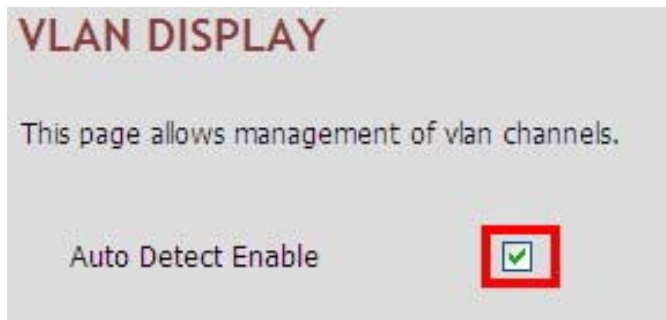 VLAN DISPLAY
This page allows management of vlan channels.
Auto Detect Enable